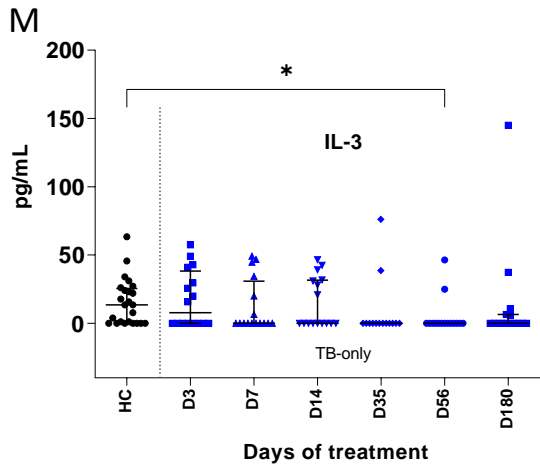 M
200
*
IL-3
150
pg/mL
100
50
0
TB-only
HC
D3
D7
D14
D35
D56
D180
Days of treatment